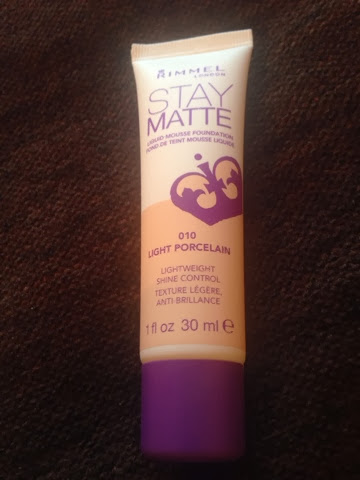 RIMMEL
LONDON
STAY
MATTE
LIQUID MOUSSE FOUNDATION
FOND DE TEINT MOUSSE LIQUIDE
010
LIGHT PORCELAIN
LIGHTWEIGHT
SHINE CONTROL
TEXTURE LÉGÈRE,
ANTI-BRILLANCE
1 fl oz 30 ml e